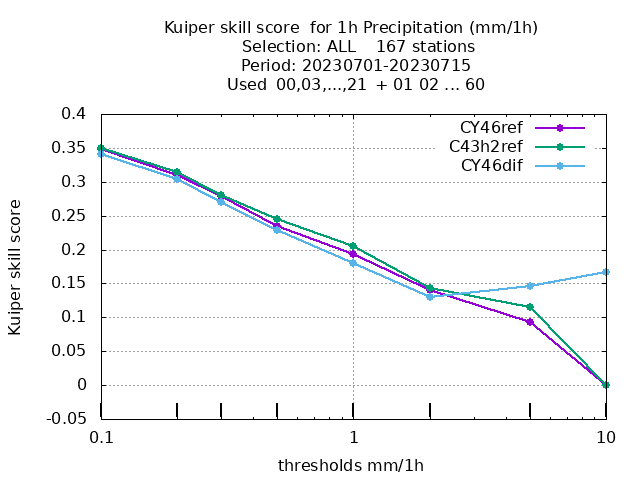 Kuiper skill score  for 1h Precipitation (mm/1h)
Selection: ALL    167 stations
Period: 20230701-20230715
Used  00,03,...,21  + 01 02 ... 60
CY46ref
C43h2ref
CY46dif
Kuiper skill score
0.4
0.35
0.3
0.25
0.2
0.15
0.1
0.05
0
-0.05
0.1 1 10
thresholds mm/1h